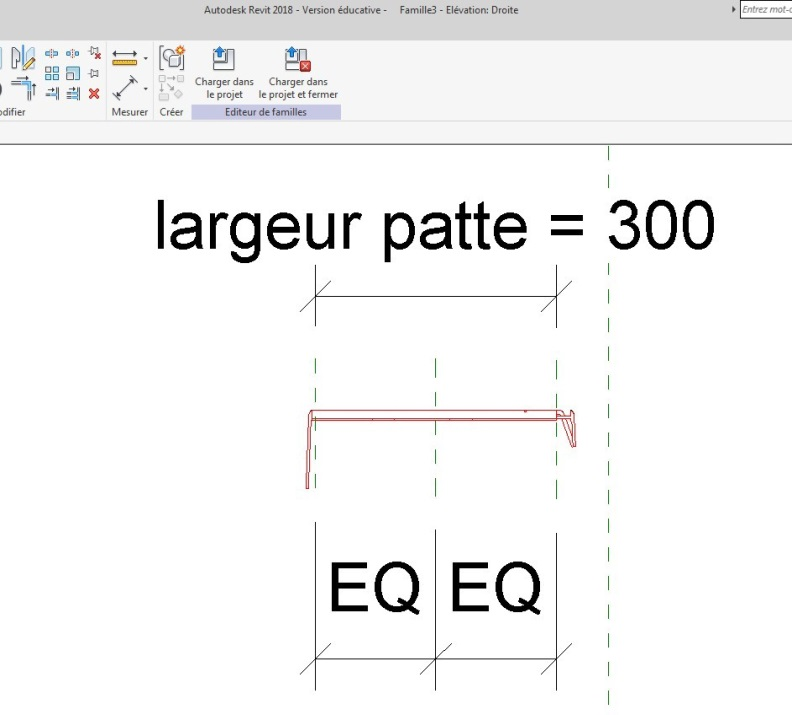 Autodesk Revit 2018 - Version éducative - Famille3 - Elévation: Droite
Entrez mot-c
Charger dans
le projet
Charger dans
le projet et fermer
odifier
Mesurer
Créer
Editeur de familles
largeur patte = 300
EQ
EQ